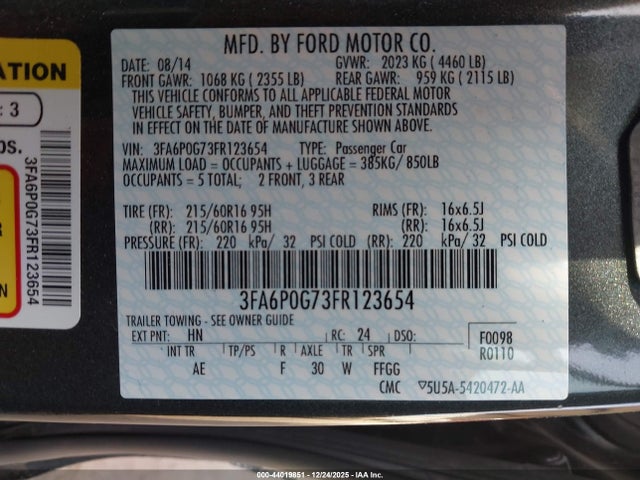 MFD. BY FORD MOTOR CO.
DATE: 08/14 GVWR: 2023 KG ( 4460 LB)
FRONT GAWR: 1068 KG ( 2355 LB) REAR GAWR: 959 KG ( 2115 LB)
THIS VEHICLE CONFORMS TO ALL APPLICABLE FEDERAL MOTOR
VEHICLE SAFETY, BUMPER, AND THEFT PREVENTION STANDARDS
IN EFFECT ON THE DATE OF MANUFACTURE SHOWN ABOVE.
VIN: 3FA6P0G73FR123654 TYPE: Passenger Car
MAXIMUM LOAD = OCCUPANTS + LUGGAGE = 385KG/ 850LB
OCCUPANTS = 5 TOTAL; 2 FRONT, 3 REAR
TIRE (FR): 215/60R16 95H RIMS (FR): 16x6.5J
(RR): 215/60R16 95H (RR): 16x6.5J
PRESSURE (FR): 220 kPa/ 32 PSI COLD (RR): 220 kPa/ 32 PSI COLD
3FA6P0G73FR123654
TRAILER TOWING - SEE OWNER GUIDE
EXT PNT: HN RC: 24 DSO: F0098
R0110
INT TR TP/PS R AXLE TR SPR
AE F 30 W FFGG
CMC 5U5A-5420472-AA
: 3
3FA6P0G73FR123654
000-44019851 - 12/24/2025 - IAA Inc.